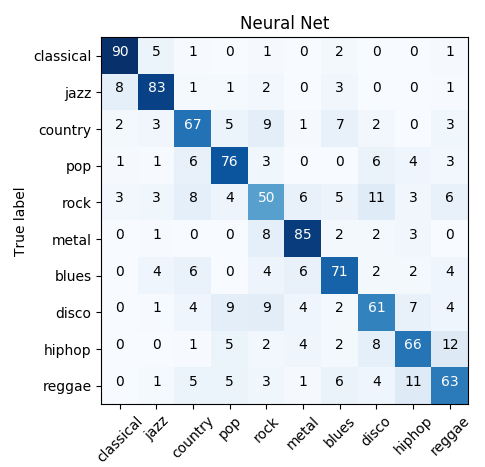 Neural Net
classical 90 5 1 0 1 0 2 0 0 1
jazz 8 83 1 1 2 0 3 0 0 1
country 2 3 67 5 9 1 7 2 0 3
pop 1 1 6 76 3 0 0 6 4 3
True label
rock 3 3 8 4 50 6 5 11 3 6
metal 0 1 0 0 8 85 2 2 3 0
blues 0 4 6 0 4 6 71 2 2 4
disco 0 1 4 9 9 4 2 61 7 4
hiphop 0 0 1 5 2 4 2 8 66 12
reggae 0 1 5 5 3 1 6 4 11 63
classical jazz country pop rock metal blues disco hiphop reggae